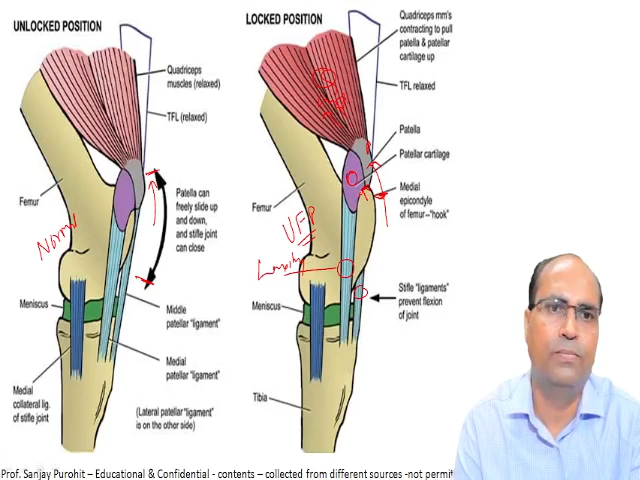 UNLOCKED POSITION
Quadriceps
muscles (relaxed)
TFL (relaxed)
Femur
Patella can
freely slide up
and down, and
stifle joint
can close
Normal
Meniscus
Middle
patellar "ligament"
Medial
patellar "ligament"
Medial
collateral lig.
of stifle joint
(Lateral patellar "ligament"
is on the other side)
LOCKED POSITION
Quadriceps mm's
contracting to pull
patella & patellar
cartilage up
TFL relaxed
Patella
Patellar cartilage
Medial
epicondyle
of femur–"hook"
Femur
UFP
Meniscus
Stifle "ligaments"
prevent flexion
of joint
Tibia
Prof. Sanjay Purohit – Educational & Confidential - contents – collected from different sources -not permit